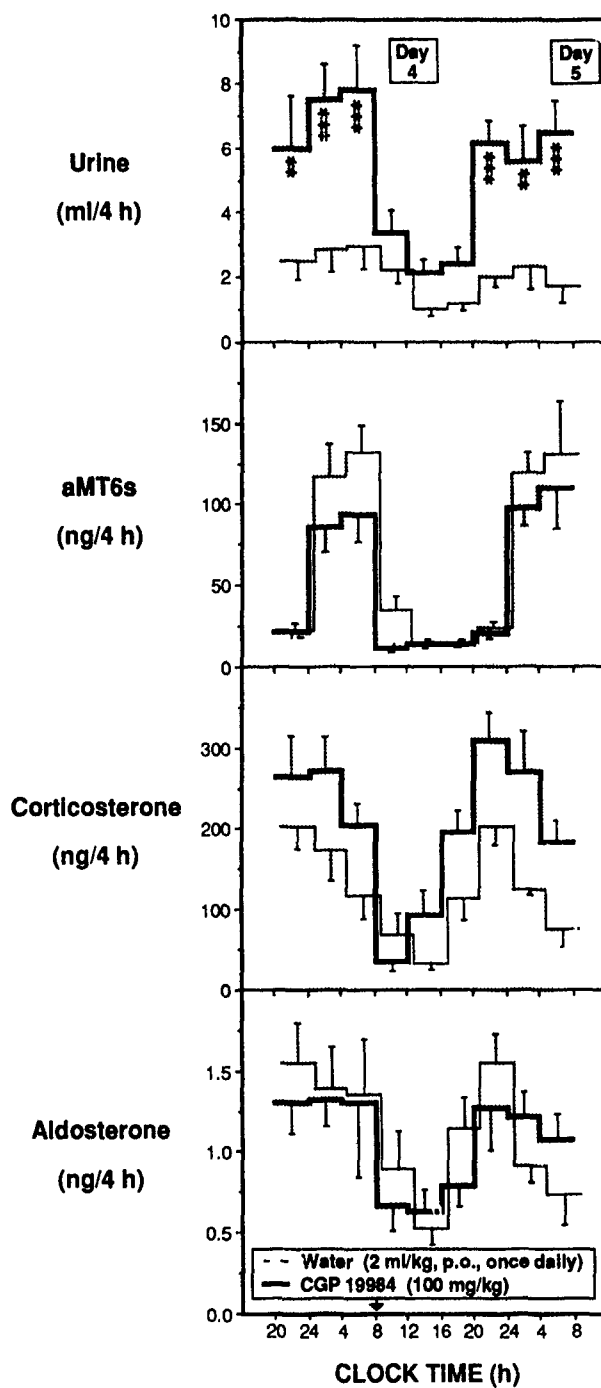 Urine
(ml/4 h)
10
8
6
4
2
0
Day
4
Day
5
** *** *** *** ** ***
aMT6s
(ng/4 h)
150
100
50
0
Corticosterone
(ng/4 h)
300
200
100
0
Aldosterone
(ng/4 h)
1.5
1.0
0.5
0.0
Water (2 ml/kg, p.o., once daily)
CGP 19984 (100 mg/kg)
20 24 4 8 12 16 20 24 4 8
CLOCK TIME (h)